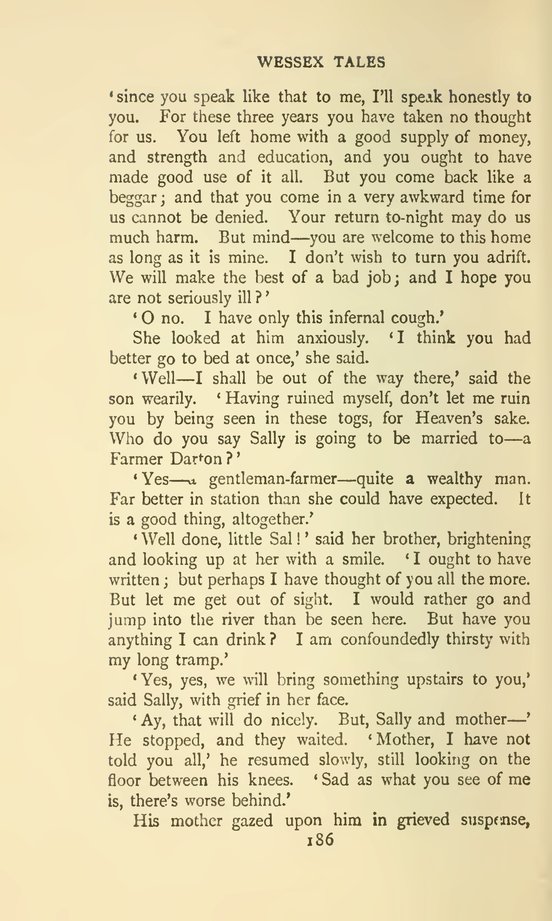 WESSEX TALES
‘since you speak like that to me, I’ll speak honestly to
you. For these three years you have taken no thought
for us. You left home with a good supply of money,
and strength and education, and you ought to have
made good use of it all. But you come back like a
beggar; and that you come in a very awkward time for
us cannot be denied. Your return to-night may do us
much harm. But mind—you are welcome to this home
as long as it is mine. I don’t wish to turn you adrift.
We will make the best of a bad job; and I hope you
are not seriously ill?’
‘O no. I have only this infernal cough.’
She looked at him anxiously. ‘I think you had
better go to bed at once,’ she said.
‘Well—I shall be out of the way there,’ said the
son wearily. ‘Having ruined myself, don’t let me ruin
you by being seen in these togs, for Heaven’s sake.
Who do you say Sally is going to be married to—a
Farmer Darton?’
‘Yes—a gentleman-farmer—quite a wealthy man.
Far better in station than she could have expected. It
is a good thing, altogether.’
‘Well done, little Sal!’ said her brother, brightening
and looking up at her with a smile. ‘I ought to have
written; but perhaps I have thought of you all the more.
But let me get out of sight. I would rather go and
jump into the river than be seen here. But have you
anything I can drink? I am confoundedly thirsty with
my long tramp.’
‘Yes, yes, we will bring something upstairs to you,’
said Sally, with grief in her face.
‘Ay, that will do nicely. But, Sally and mother—’
He stopped, and they waited. ‘Mother, I have not
told you all,’ he resumed slowly, still looking on the
floor between his knees. ‘Sad as what you see of me
is, there’s worse behind.’
His mother gazed upon him in grieved suspense,
186